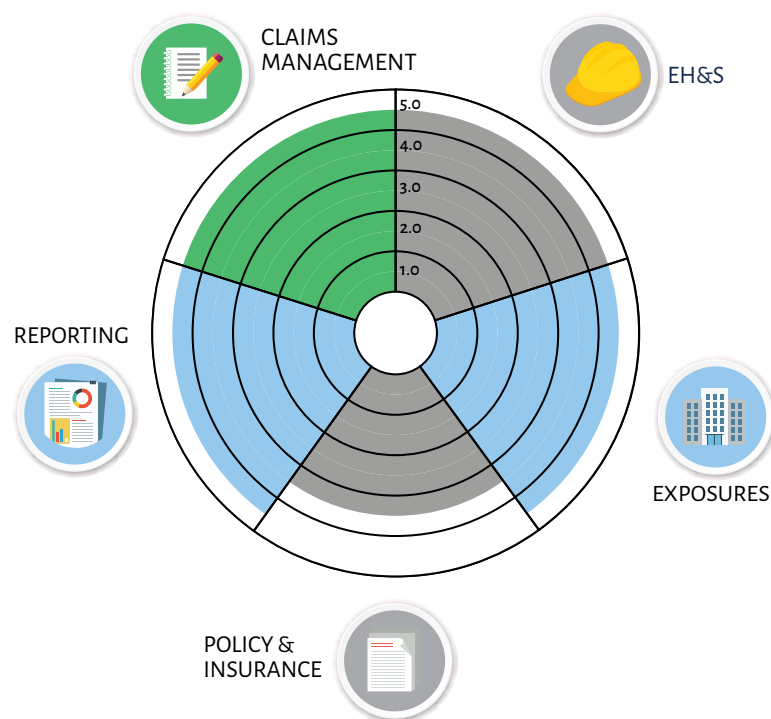 CLAIMS
MANAGEMENT
EH&S
5.0
4.0
3.0
2.0
1.0
REPORTING
EXPOSURES
POLICY &
INSURANCE